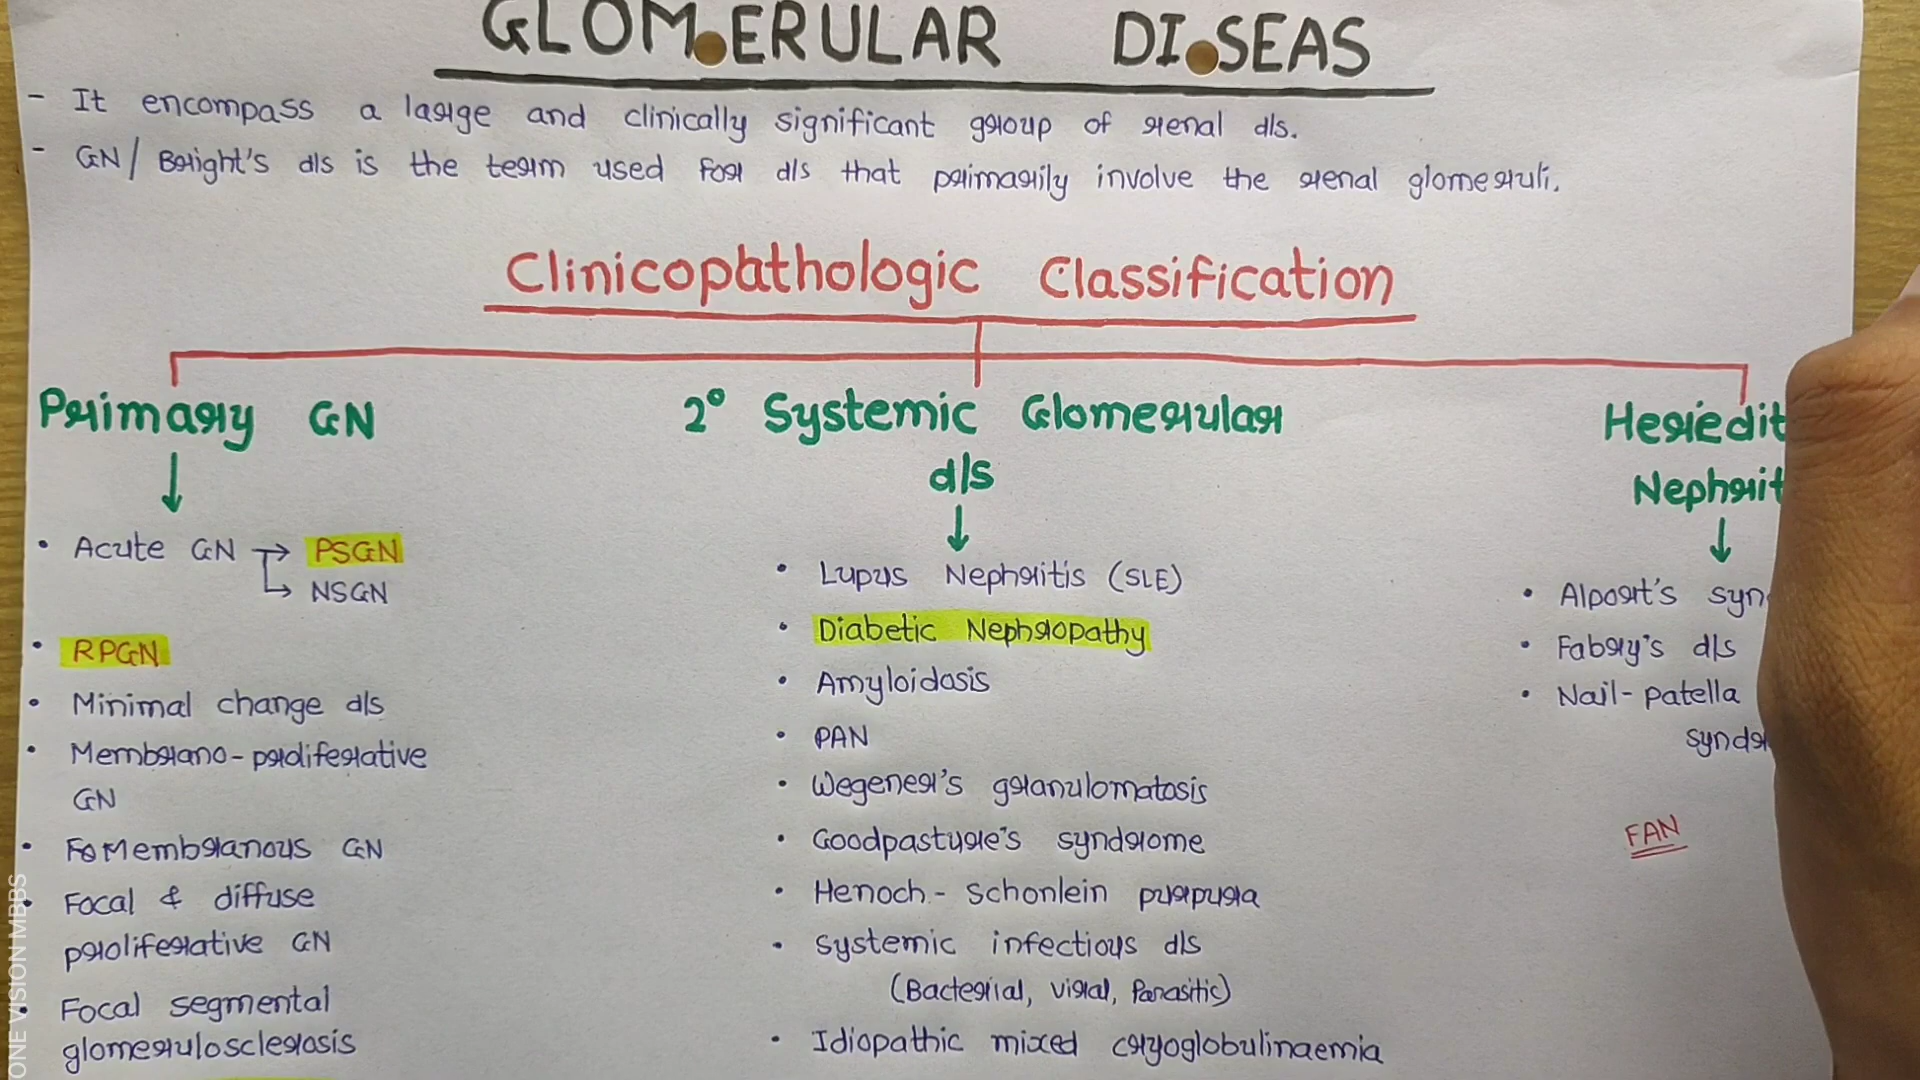 GLOMERULAR DISEAS
- It encompass a large and clinically significant group of renal d/s.
- GN / Bright's d/s is the term used for d/s that primarily involve the renal glomeruli.
Clinicopathologic Classification
Primary GN
• Acute GN → PSGN
↳ NSGN
• RPGN
• Minimal change d/s
• Membrano-proliferative
GN
• Membranous GN
• Focal & diffuse
proliferative GN
• Focal segmental
glomerulosclerosis
2° Systemic Glomerular
d/s
• Lupus Nephritis (SLE)
• Diabetic Nephropathy
• Amyloidosis
• PAN
• Wegener's granulomatosis
• Goodpasture's syndrome
• Henoch-Schonlein purpura
• Systemic infectious d/s
(Bacterial, viral, Parasitic)
• Idiopathic mixed cryoglobulinaemia
Heriedit
Nephrit
• Alport's syn
• Fabry's d/s
• Nail-patella
syndr
FAN
ONE VISION MBBS